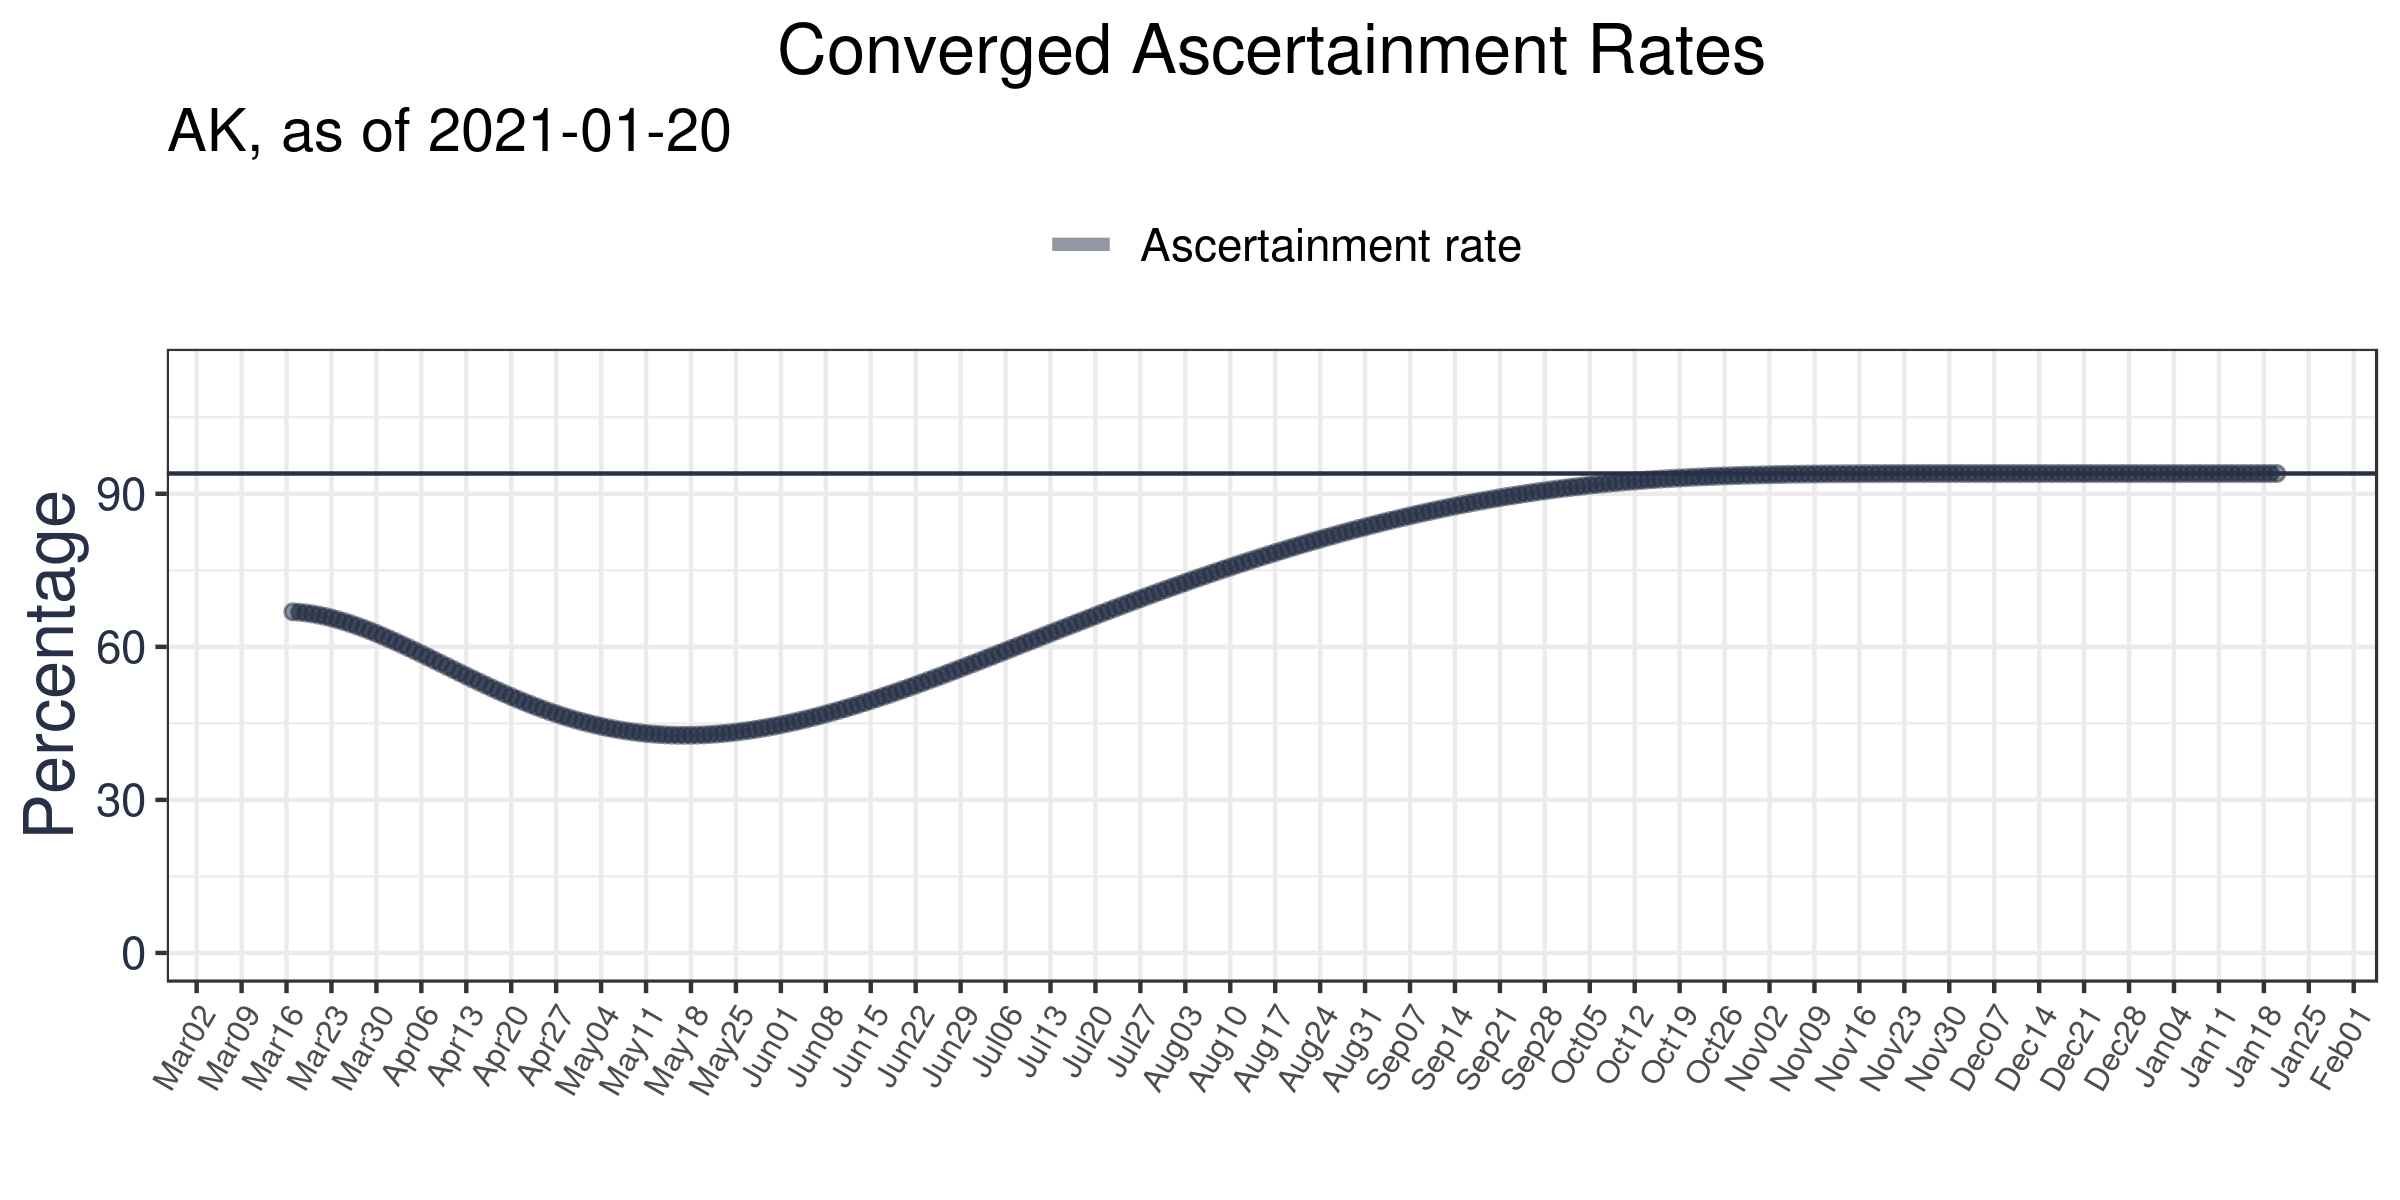 Converged Ascertainment Rates
AK, as of 2021-01-20
Ascertainment rate
Percentage
90
60
30
0
Mar02
Mar09
Mar16
Mar23
Mar30
Apr06
Apr13
Apr20
Apr27
May04
May11
May18
May25
Jun01
Jun08
Jun15
Jun22
Jun29
Jul06
Jul13
Jul20
Jul27
Aug03
Aug10
Aug17
Aug24
Aug31
Sep07
Sep14
Sep21
Sep28
Oct05
Oct12
Oct19
Oct26
Nov02
Nov09
Nov16
Nov23
Nov30
Dec07
Dec14
Dec21
Dec28
Jan04
Jan11
Jan18
Jan25
Feb01